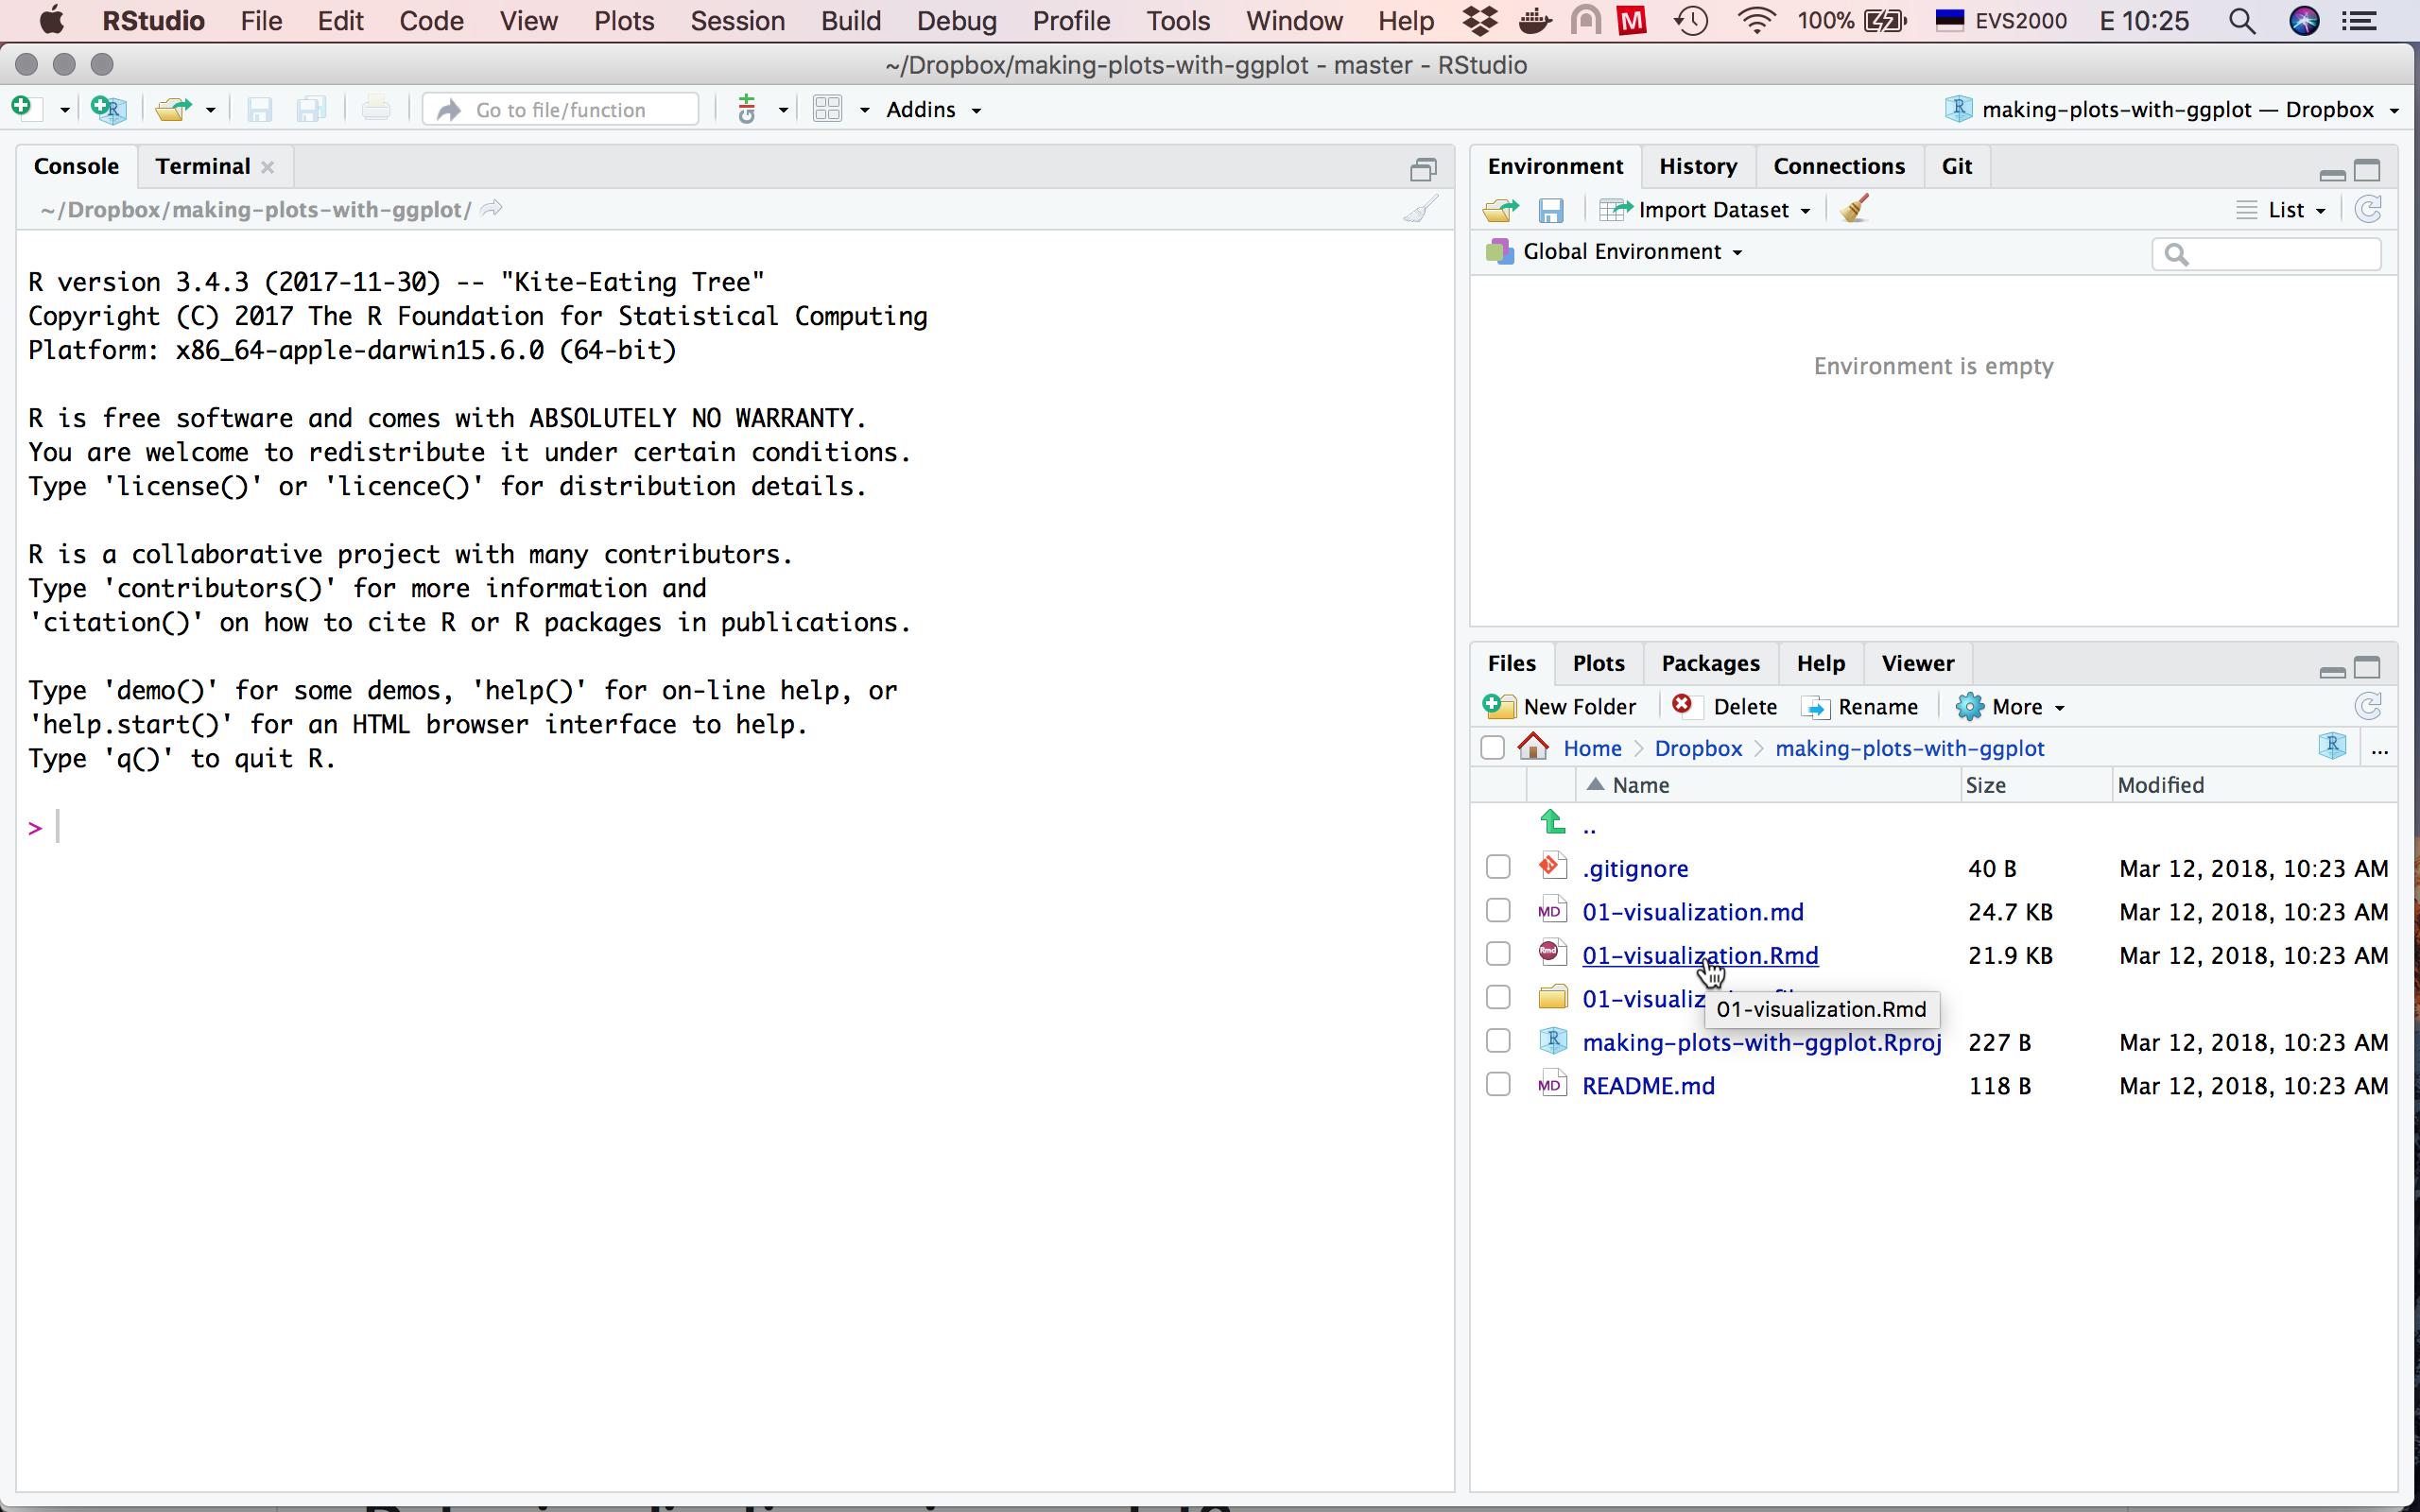 RStudio File Edit Code View Plots Session Build Debug Profile Tools Window Help M 100% EVS2000 E 10:25
~/Dropbox/making-plots-with-ggplot - master - RStudio
Go to file/function Addins making-plots-with-ggplot — Dropbox
Console Terminal
~/Dropbox/making-plots-with-ggplot/
R version 3.4.3 (2017-11-30) -- "Kite-Eating Tree"
Copyright (C) 2017 The R Foundation for Statistical Computing
Platform: x86_64-apple-darwin15.6.0 (64-bit)
R is free software and comes with ABSOLUTELY NO WARRANTY.
You are welcome to redistribute it under certain conditions.
Type 'license()' or 'licence()' for distribution details.
R is a collaborative project with many contributors.
Type 'contributors()' for more information and
'citation()' on how to cite R or R packages in publications.
Type 'demo()' for some demos, 'help()' for on-line help, or
'help.start()' for an HTML browser interface to help.
Type 'q()' to quit R.
>
Environment History Connections Git
Import Dataset List
Global Environment
Environment is empty
Files Plots Packages Help Viewer
New Folder Delete Rename More
Home Dropbox making-plots-with-ggplot ...
Name Size Modified
..
.gitignore 40 B Mar 12, 2018, 10:23 AM
MD 01-visualization.md 24.7 KB Mar 12, 2018, 10:23 AM
Rmd 01-visualization.Rmd 21.9 KB Mar 12, 2018, 10:23 AM
01-visualization.Rmd
making-plots-with-ggplot.Rproj 227 B Mar 12, 2018, 10:23 AM
MD README.md 118 B Mar 12, 2018, 10:23 AM